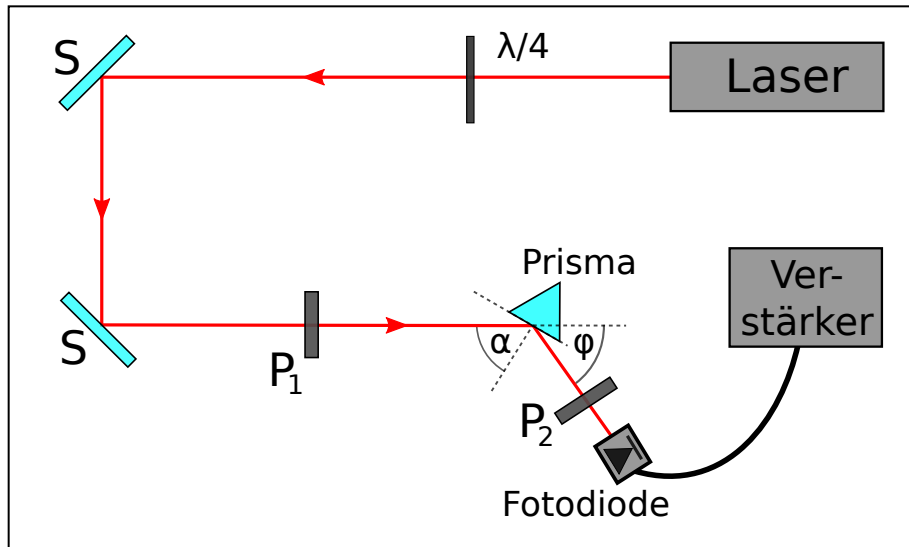 λ/4
Laser
S
S
P₁
Prisma
α
φ
P₂
Ver-
stärker
Fotodiode